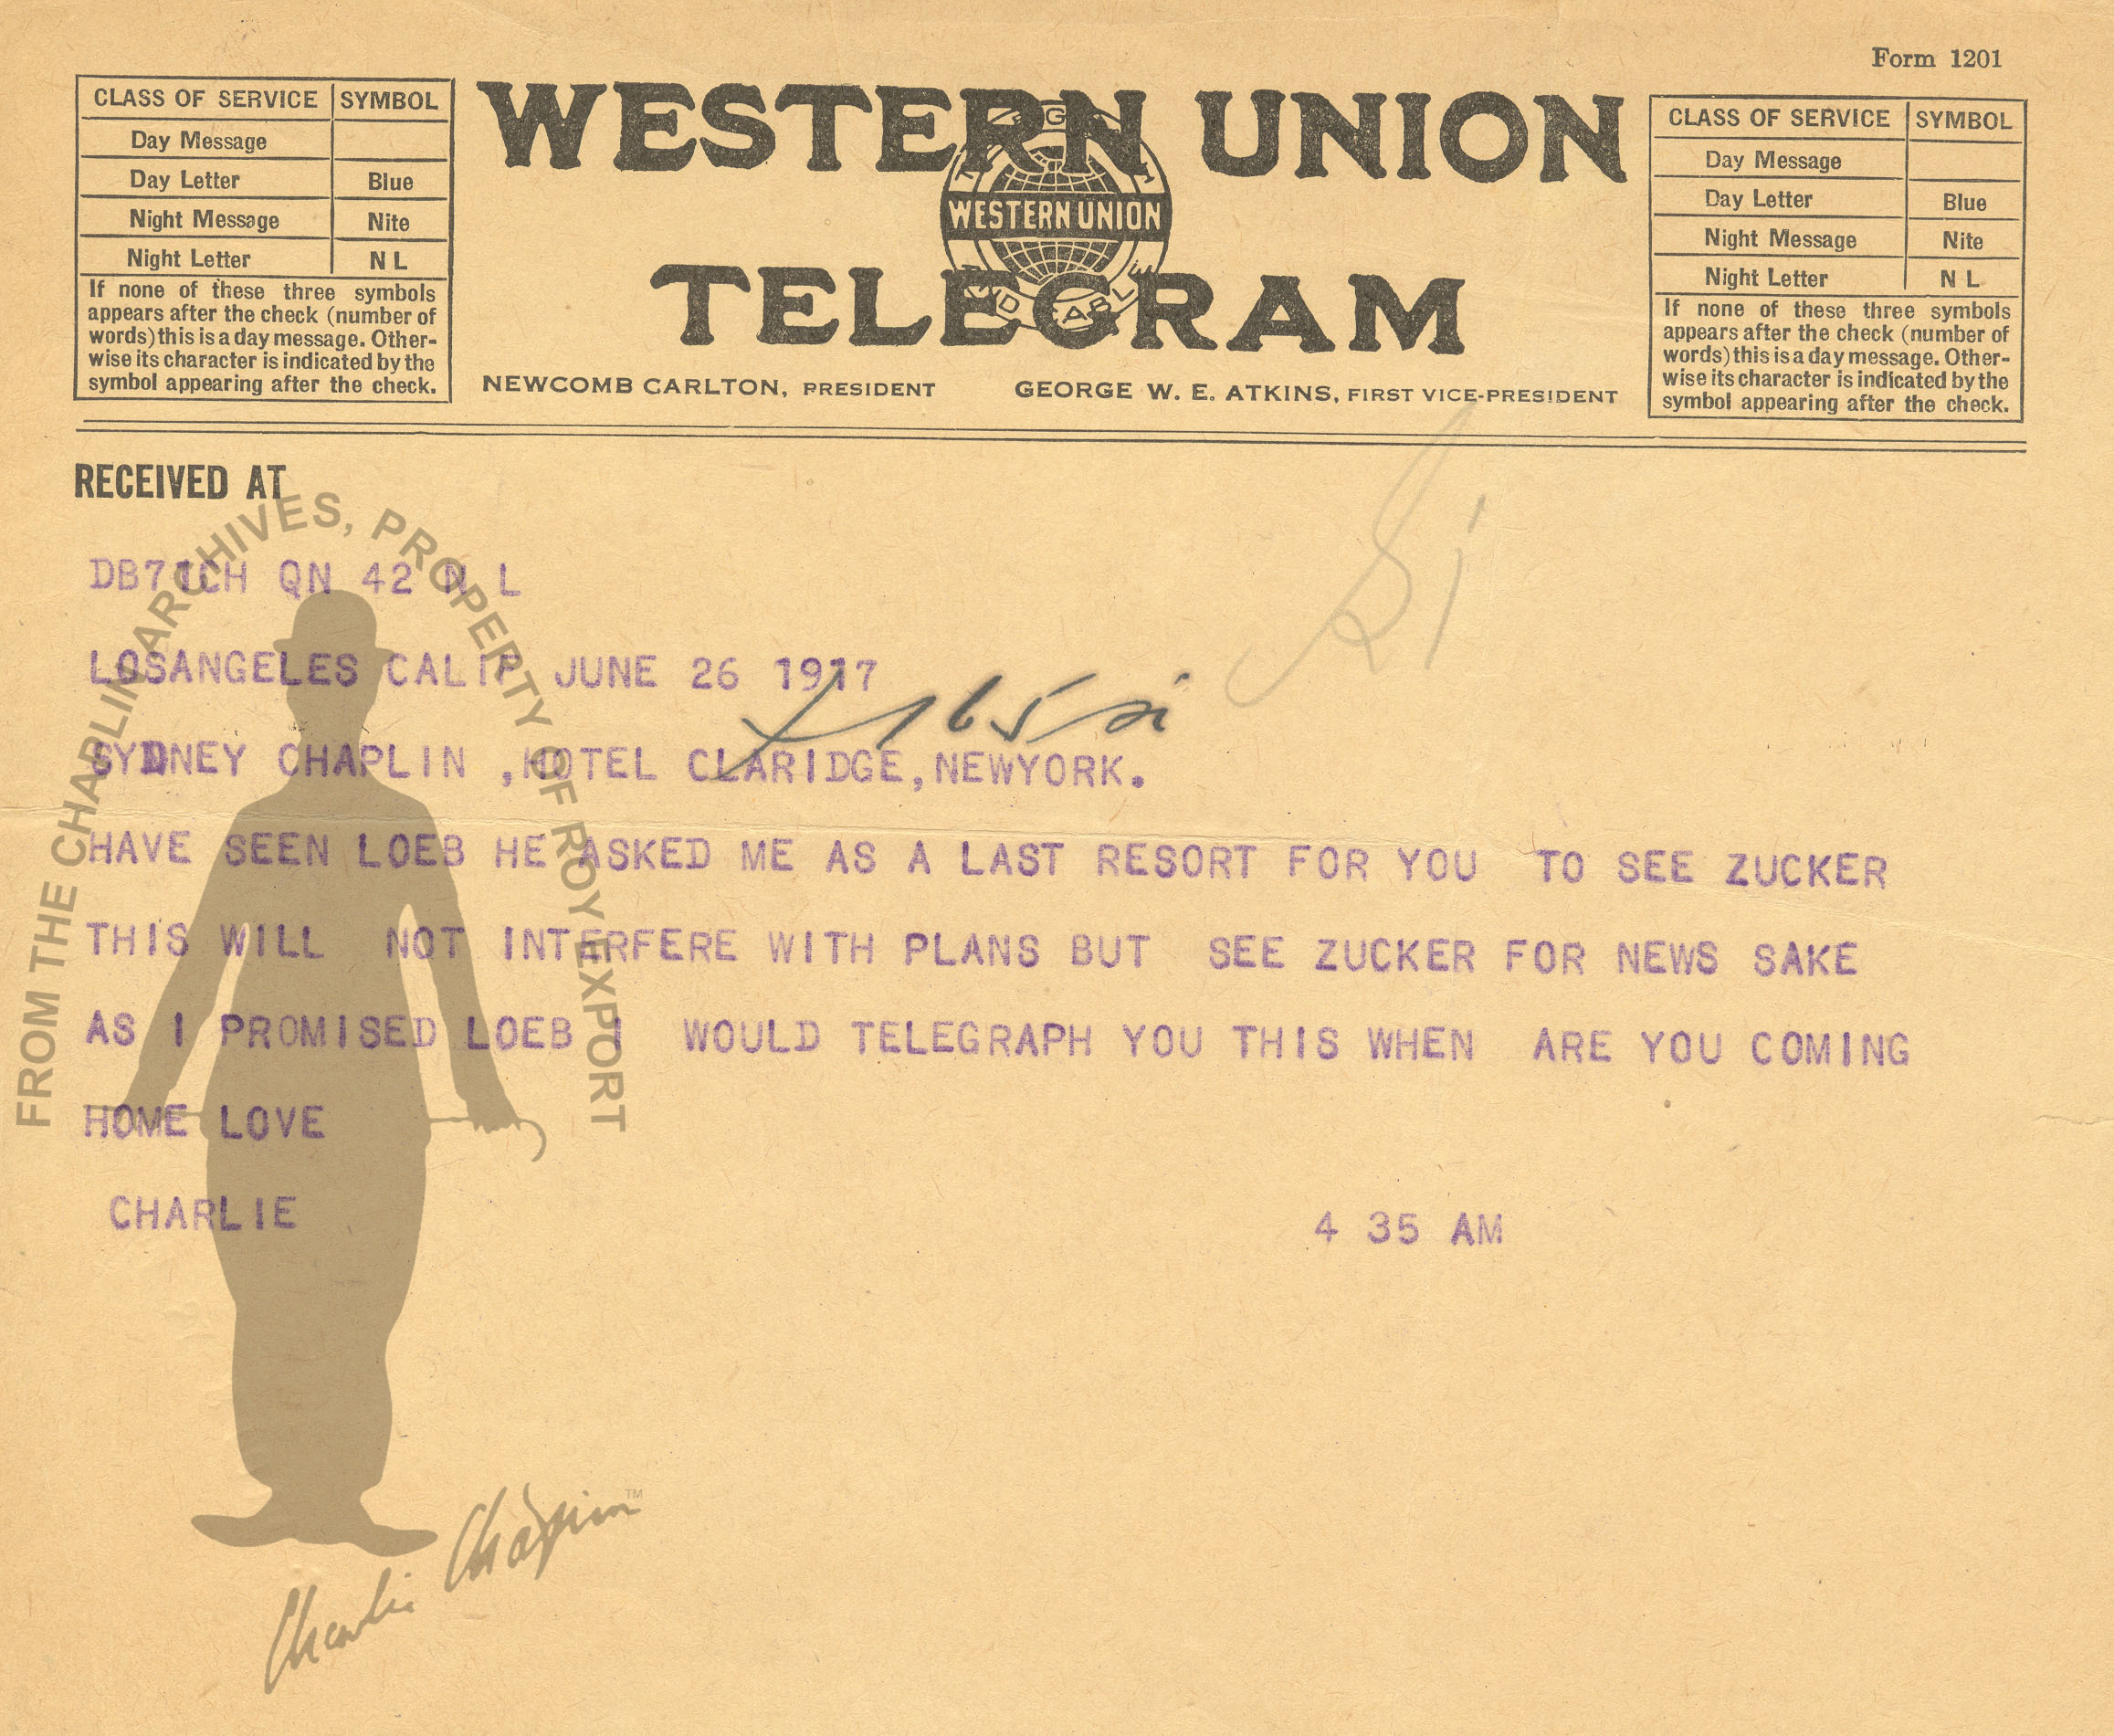 Form 1201
CLASS OF SERVICE SYMBOL
Day Message
Day Letter Blue
Night Message Nite
Night Letter N L
If none of these three symbols
appears after the check (number of
words) this is a day message. Other-
wise its character is indicated by the
symbol appearing after the check.
WESTERN UNION
WESTERN UNION
TELEGRAM
NEWCOMB CARLTON, PRESIDENT GEORGE W. E. ATKINS, FIRST VICE-PRESIDENT
CLASS OF SERVICE SYMBOL
Day Message
Day Letter Blue
Night Message Nite
Night Letter N L
If none of these three symbols
appears after the check (number of
words) this is a day message. Other-
wise its character is indicated by the
symbol appearing after the check.
RECEIVED AT
DB71CH QN 42 N L
LOSANGELES CALIF JUNE 26 1917
SYDNEY CHAPLIN ,HOTEL CLARIDGE,NEWYORK.
HAVE SEEN LOEB HE ASKED ME AS A LAST RESORT FOR YOU TO SEE ZUCKER
THIS WILL NOT INTERFERE WITH PLANS BUT SEE ZUCKER FOR NEWS SAKE
AS I PROMISED LOEB I WOULD TELEGRAPH YOU THIS WHEN ARE YOU COMING
HOME LOVE
CHARLIE 4 35 AM
FROM THE CHAPLIN ARCHIVES, PROPERTY OF ROY EXPORT
Charlie Chaplin TM